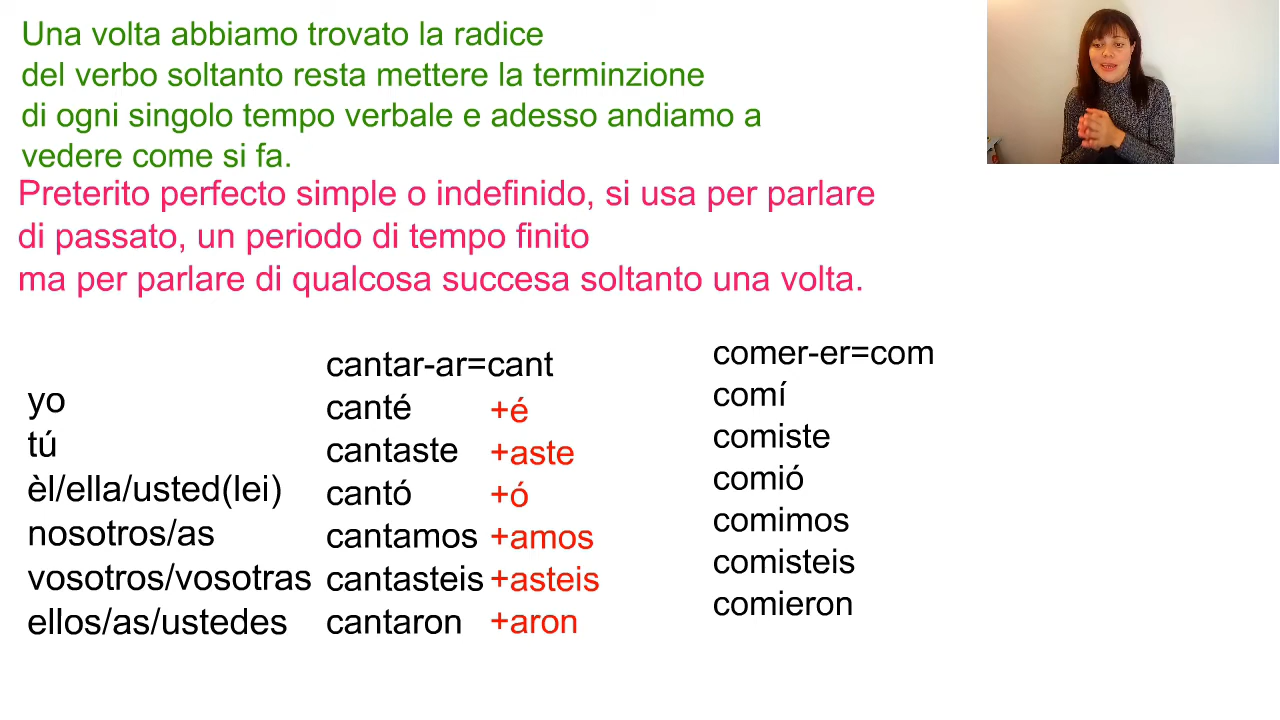 Una volta abbiamo trovato la radice
del verbo soltanto resta mettere la terminzione
di ogni singolo tempo verbale e adesso andiamo a
vedere come si fa.
Preterito perfecto simple o indefinido, si usa per parlare
di passato, un periodo di tempo finito
ma per parlare di qualcosa succesa soltanto una volta.
yo
tú
èl/ella/usted(lei)
nosotros/as
vosotros/vosotras
ellos/as/ustedes
cantar-ar=cant
canté +é
cantaste +aste
cantó +ó
cantamos +amos
cantasteis +asteis
cantaron +aron
comer-er=com
comí
comiste
comió
comimos
comisteis
comieron